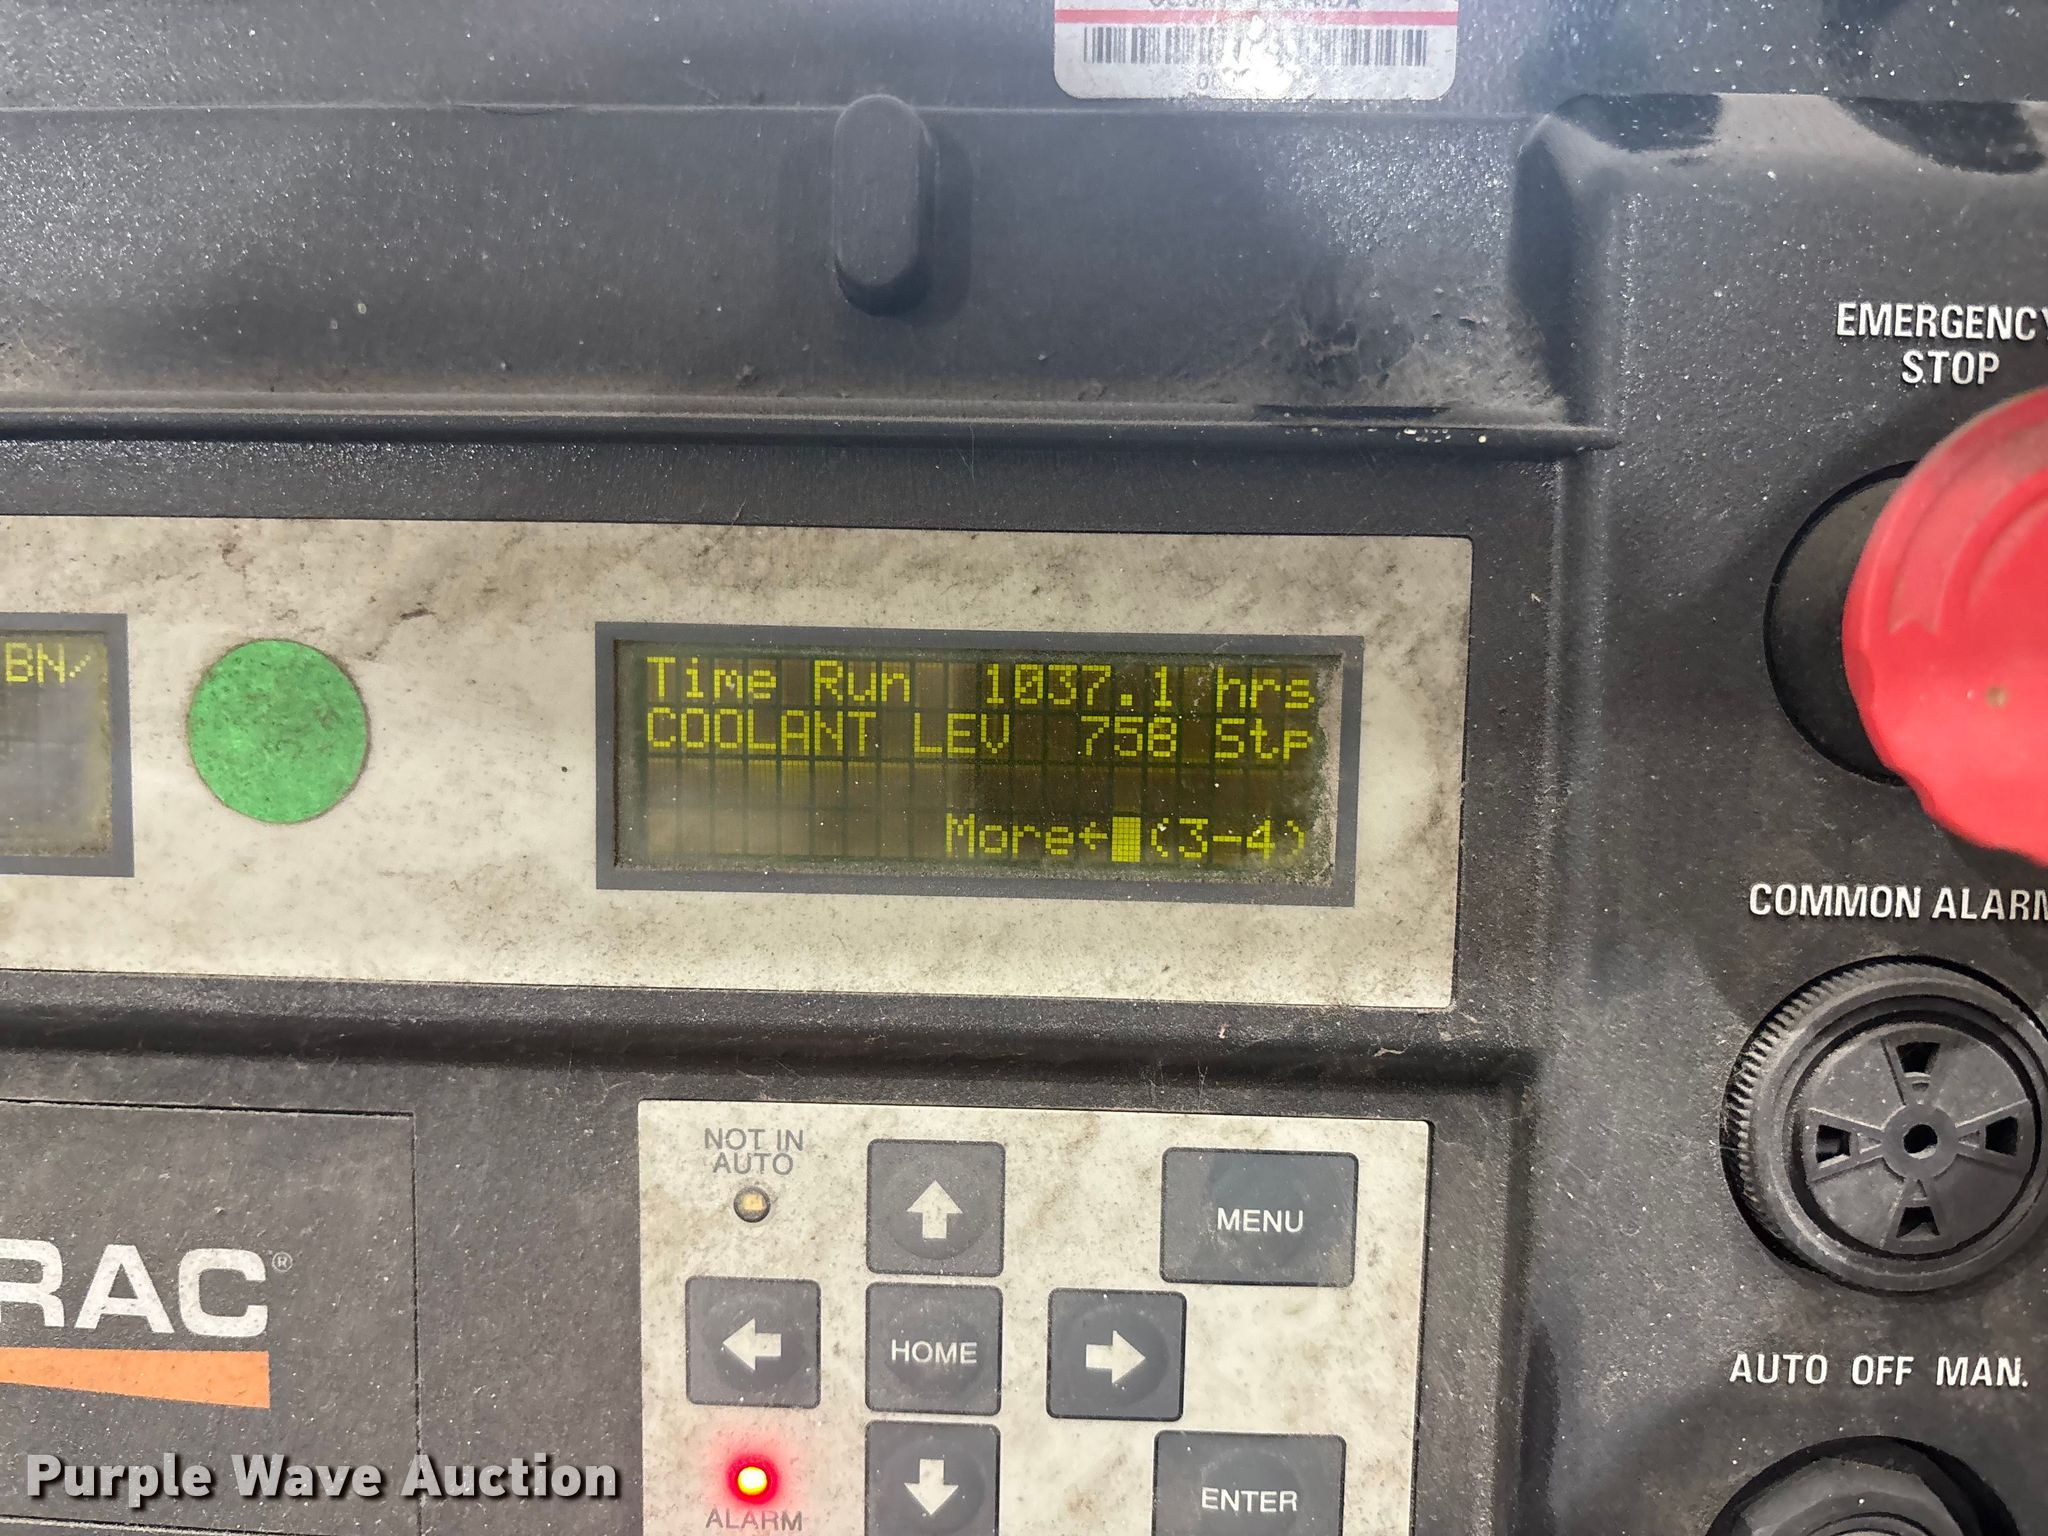 EMERGENCY
STOP
BN/
Time Run 1037.1 hrs
COOLANT LEV 758 Stp
More+ (3-4)
COMMON ALARM
NOT IN
AUTO
MENU
HOME
RAC®
AUTO OFF MAN.
ENTER
ALARM
Purple Wave Auction